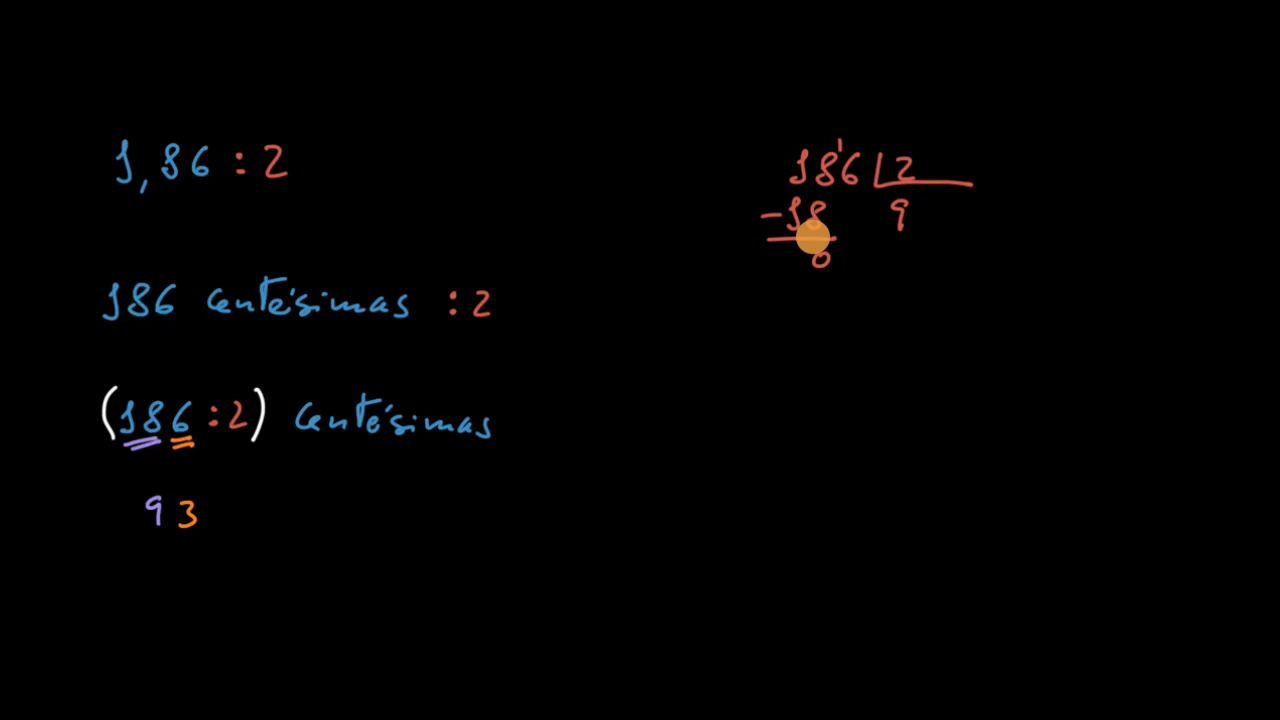 1,86 : 2
186 centésimas : 2
(186 : 2) centésimas
93
186 2
-18 9
0